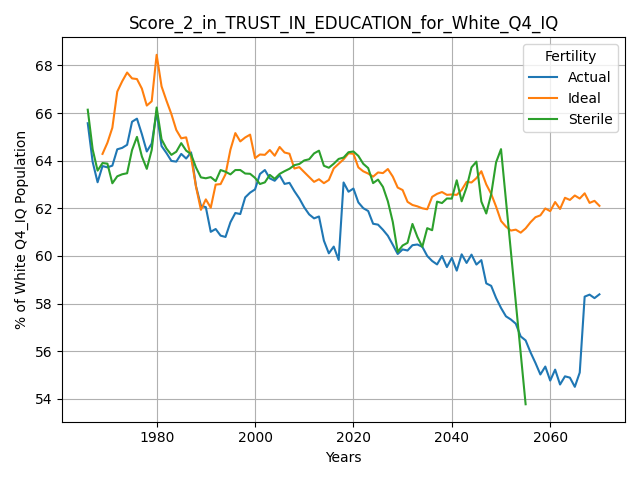 Score_2_in_TRUST_IN_EDUCATION_for_White_Q4_IQ
Fertility
Actual
Ideal
Sterile
% of White Q4_IQ Population
68
66
64
62
60
58
56
54
1980
2000
2020
2040
2060
Years